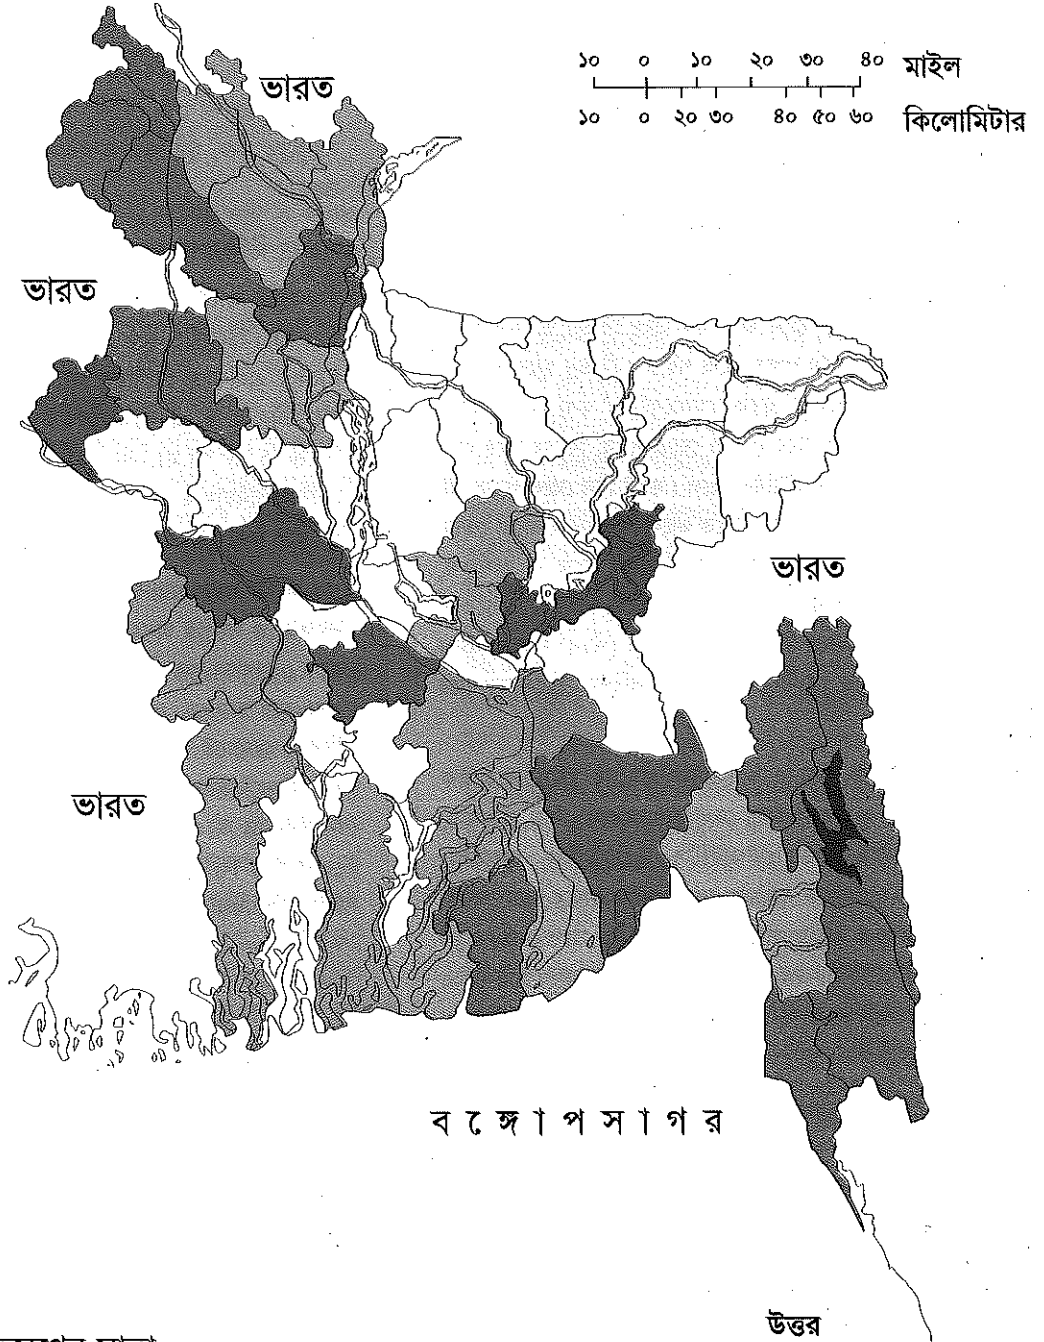 ১০ ০ ১০ ২০ ৩০ ৪০ মাইল
১০ ০ ২০ ৩০ ৪০ ৫০ ৬০ কিলোমিটার
ভারত
ভারত
ভারত
ভারত
ব ঙ্গো প সা গ র
উত্তর